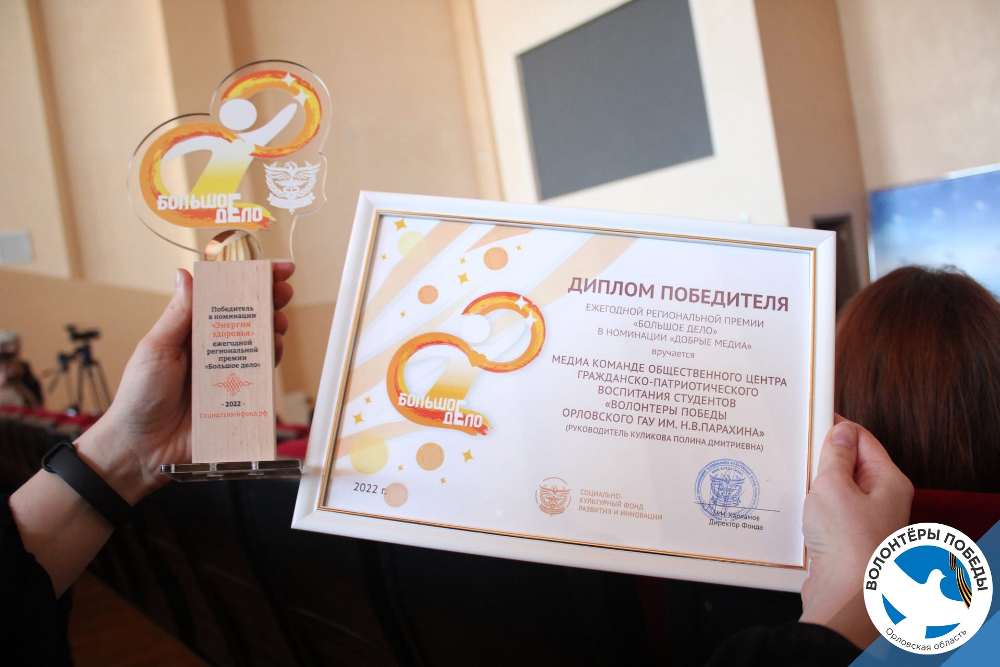 БОЛЬШОЕ
ДЕЛО
Победитель
в номинации
«Энергия
здоровья»
ежегодной
региональной
премии
«Большое дело»
- 2022 -
Социальныйфонд.рф
ДИПЛОМ ПОБЕДИТЕЛЯ
ЕЖЕГОДНОЙ РЕГИОНАЛЬНОЙ ПРЕМИИ
«БОЛЬШОЕ ДЕЛО»
В НОМИНАЦИИ «ДОБРЫЕ МЕДИА»
вручается
МЕДИА КОМАНДЕ ОБЩЕСТВЕННОГО ЦЕНТРА
ГРАЖДАНСКО-ПАТРИОТИЧЕСКОГО
ВОСПИТАНИЯ СТУДЕНТОВ
«ВОЛОНТЕРЫ ПОБЕДЫ
ОРЛОВСКОГО ГАУ ИМ. Н.В.ПАРАХИНА»
(РУКОВОДИТЕЛЬ КУЛИКОВА ПОЛИНА ДМИТРИЕВНА)
БОЛЬШОЕ
ДЕЛО
2022 г.
СОЦИАЛЬНО-
КУЛЬТУРНЫЙ ФОНД
РАЗВИТИЯ И ИННОВАЦИИ
М.Н. Харламов
Директор Фонда
ВОЛОНТЁРЫ ПОБЕДЫ
Орловская область